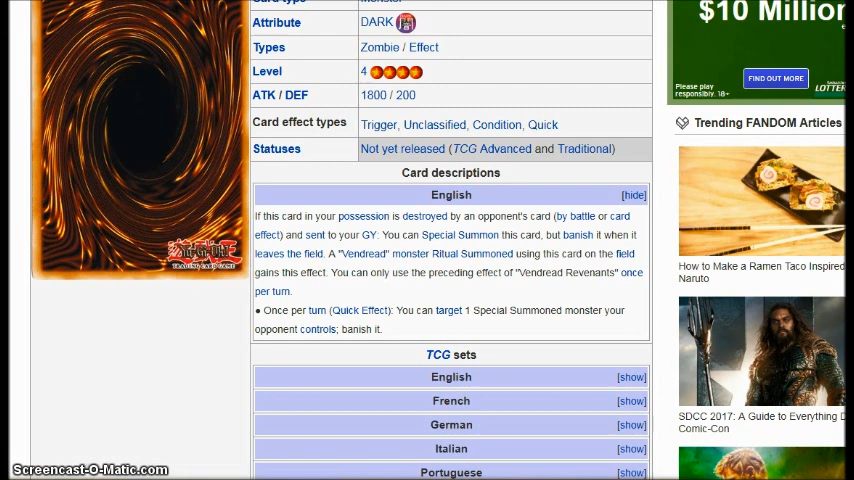 Attribute DARK
Types Zombie / Effect
Level 4
ATK / DEF 1800 / 200
Card effect types Trigger, Unclassified, Condition, Quick
Statuses Not yet released (TCG Advanced and Traditional)
Card descriptions
English [hide]
If this card in your possession is destroyed by an opponent's card (by battle or card
effect) and sent to your GY: You can Special Summon this card, but banish it when it
leaves the field. A "Vendread" monster Ritual Summoned using this card on the field
gains this effect. You can only use the preceding effect of "Vendread Revenants" once
per turn.
● Once per turn (Quick Effect): You can target 1 Special Summoned monster your
opponent controls; banish it.
TCG sets
English [show]
French [show]
German [show]
Italian [show]
Portuguese [show]
Yu-Gi-Oh!
TRADING CARD GAME
$10 Million
FIND OUT MORE
Please play
responsibly. 18+
LOTTER
Trending FANDOM Articles
How to Make a Ramen Taco Inspired
Naruto
SDCC 2017: A Guide to Everything D
Comic-Con
Screencast-O-Matic.com